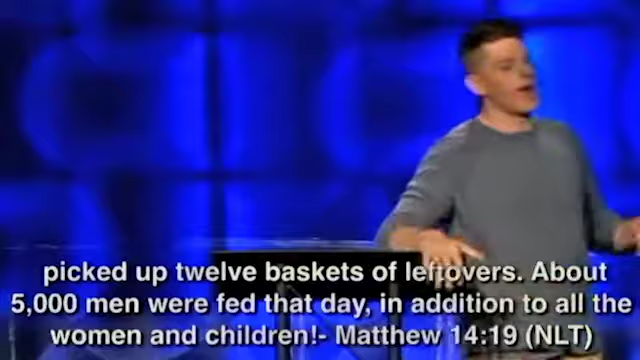 picked up twelve baskets of leftovers. About
5,000 men were fed that day, in addition to all the
women and children!- Matthew 14:19 (NLT)